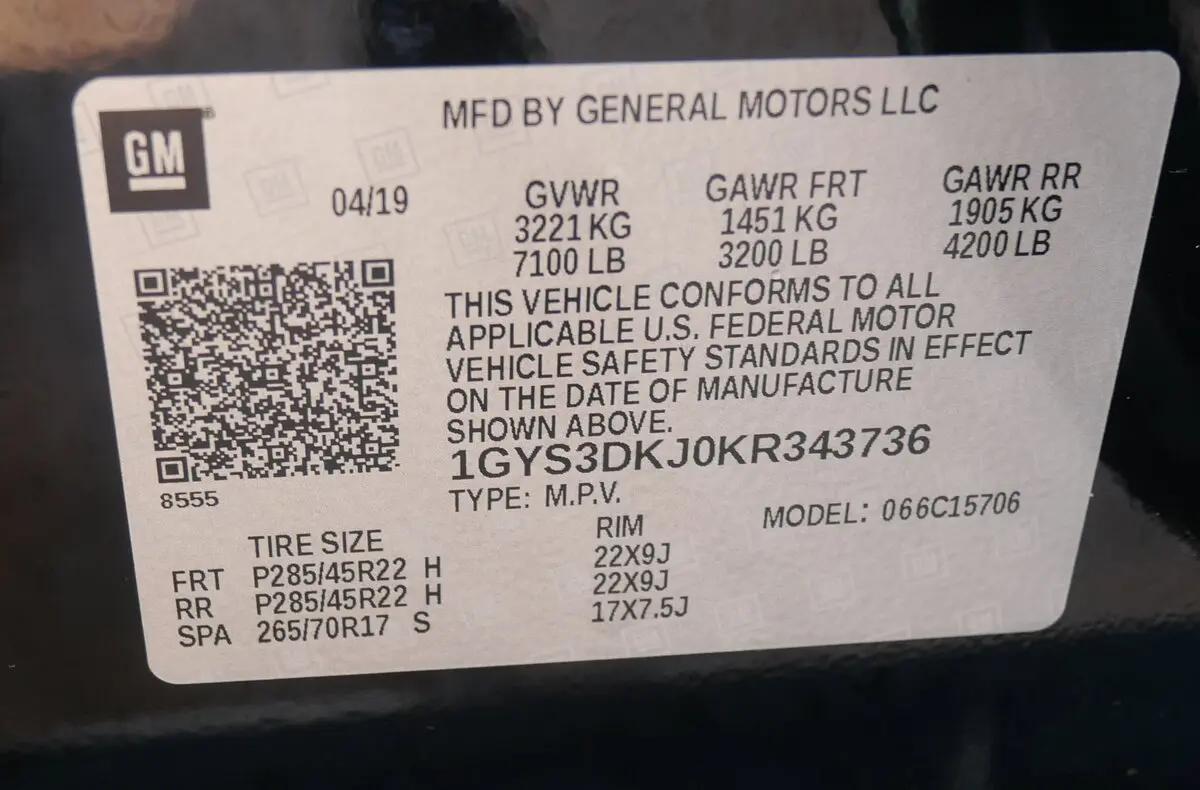 GM
MFD BY GENERAL MOTORS LLC
04/19
GVWR GAWR FRT GAWR RR
3221 KG 1451 KG 1905 KG
7100 LB 3200 LB 4200 LB
THIS VEHICLE CONFORMS TO ALL
APPLICABLE U.S. FEDERAL MOTOR
VEHICLE SAFETY STANDARDS IN EFFECT
ON THE DATE OF MANUFACTURE
SHOWN ABOVE.
1GYS3DKJ0KR343736
8555
TYPE: M.P.V.
MODEL: 066C15706
TIRE SIZE RIM
FRT P285/45R22 H 22X9J
RR P285/45R22 H 22X9J
SPA 265/70R17 S 17X7.5J